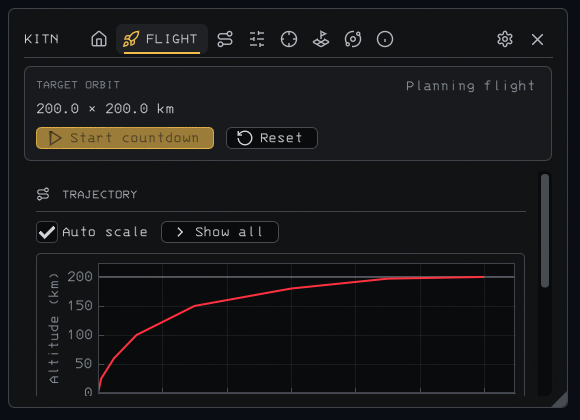 KITN FLIGHT
TARGET ORBIT
Planning flight
200.0 × 200.0 km
Start countdown Reset
TRAJECTORY
Auto scale Show all
Altitude (km)
200
150
100
50
0